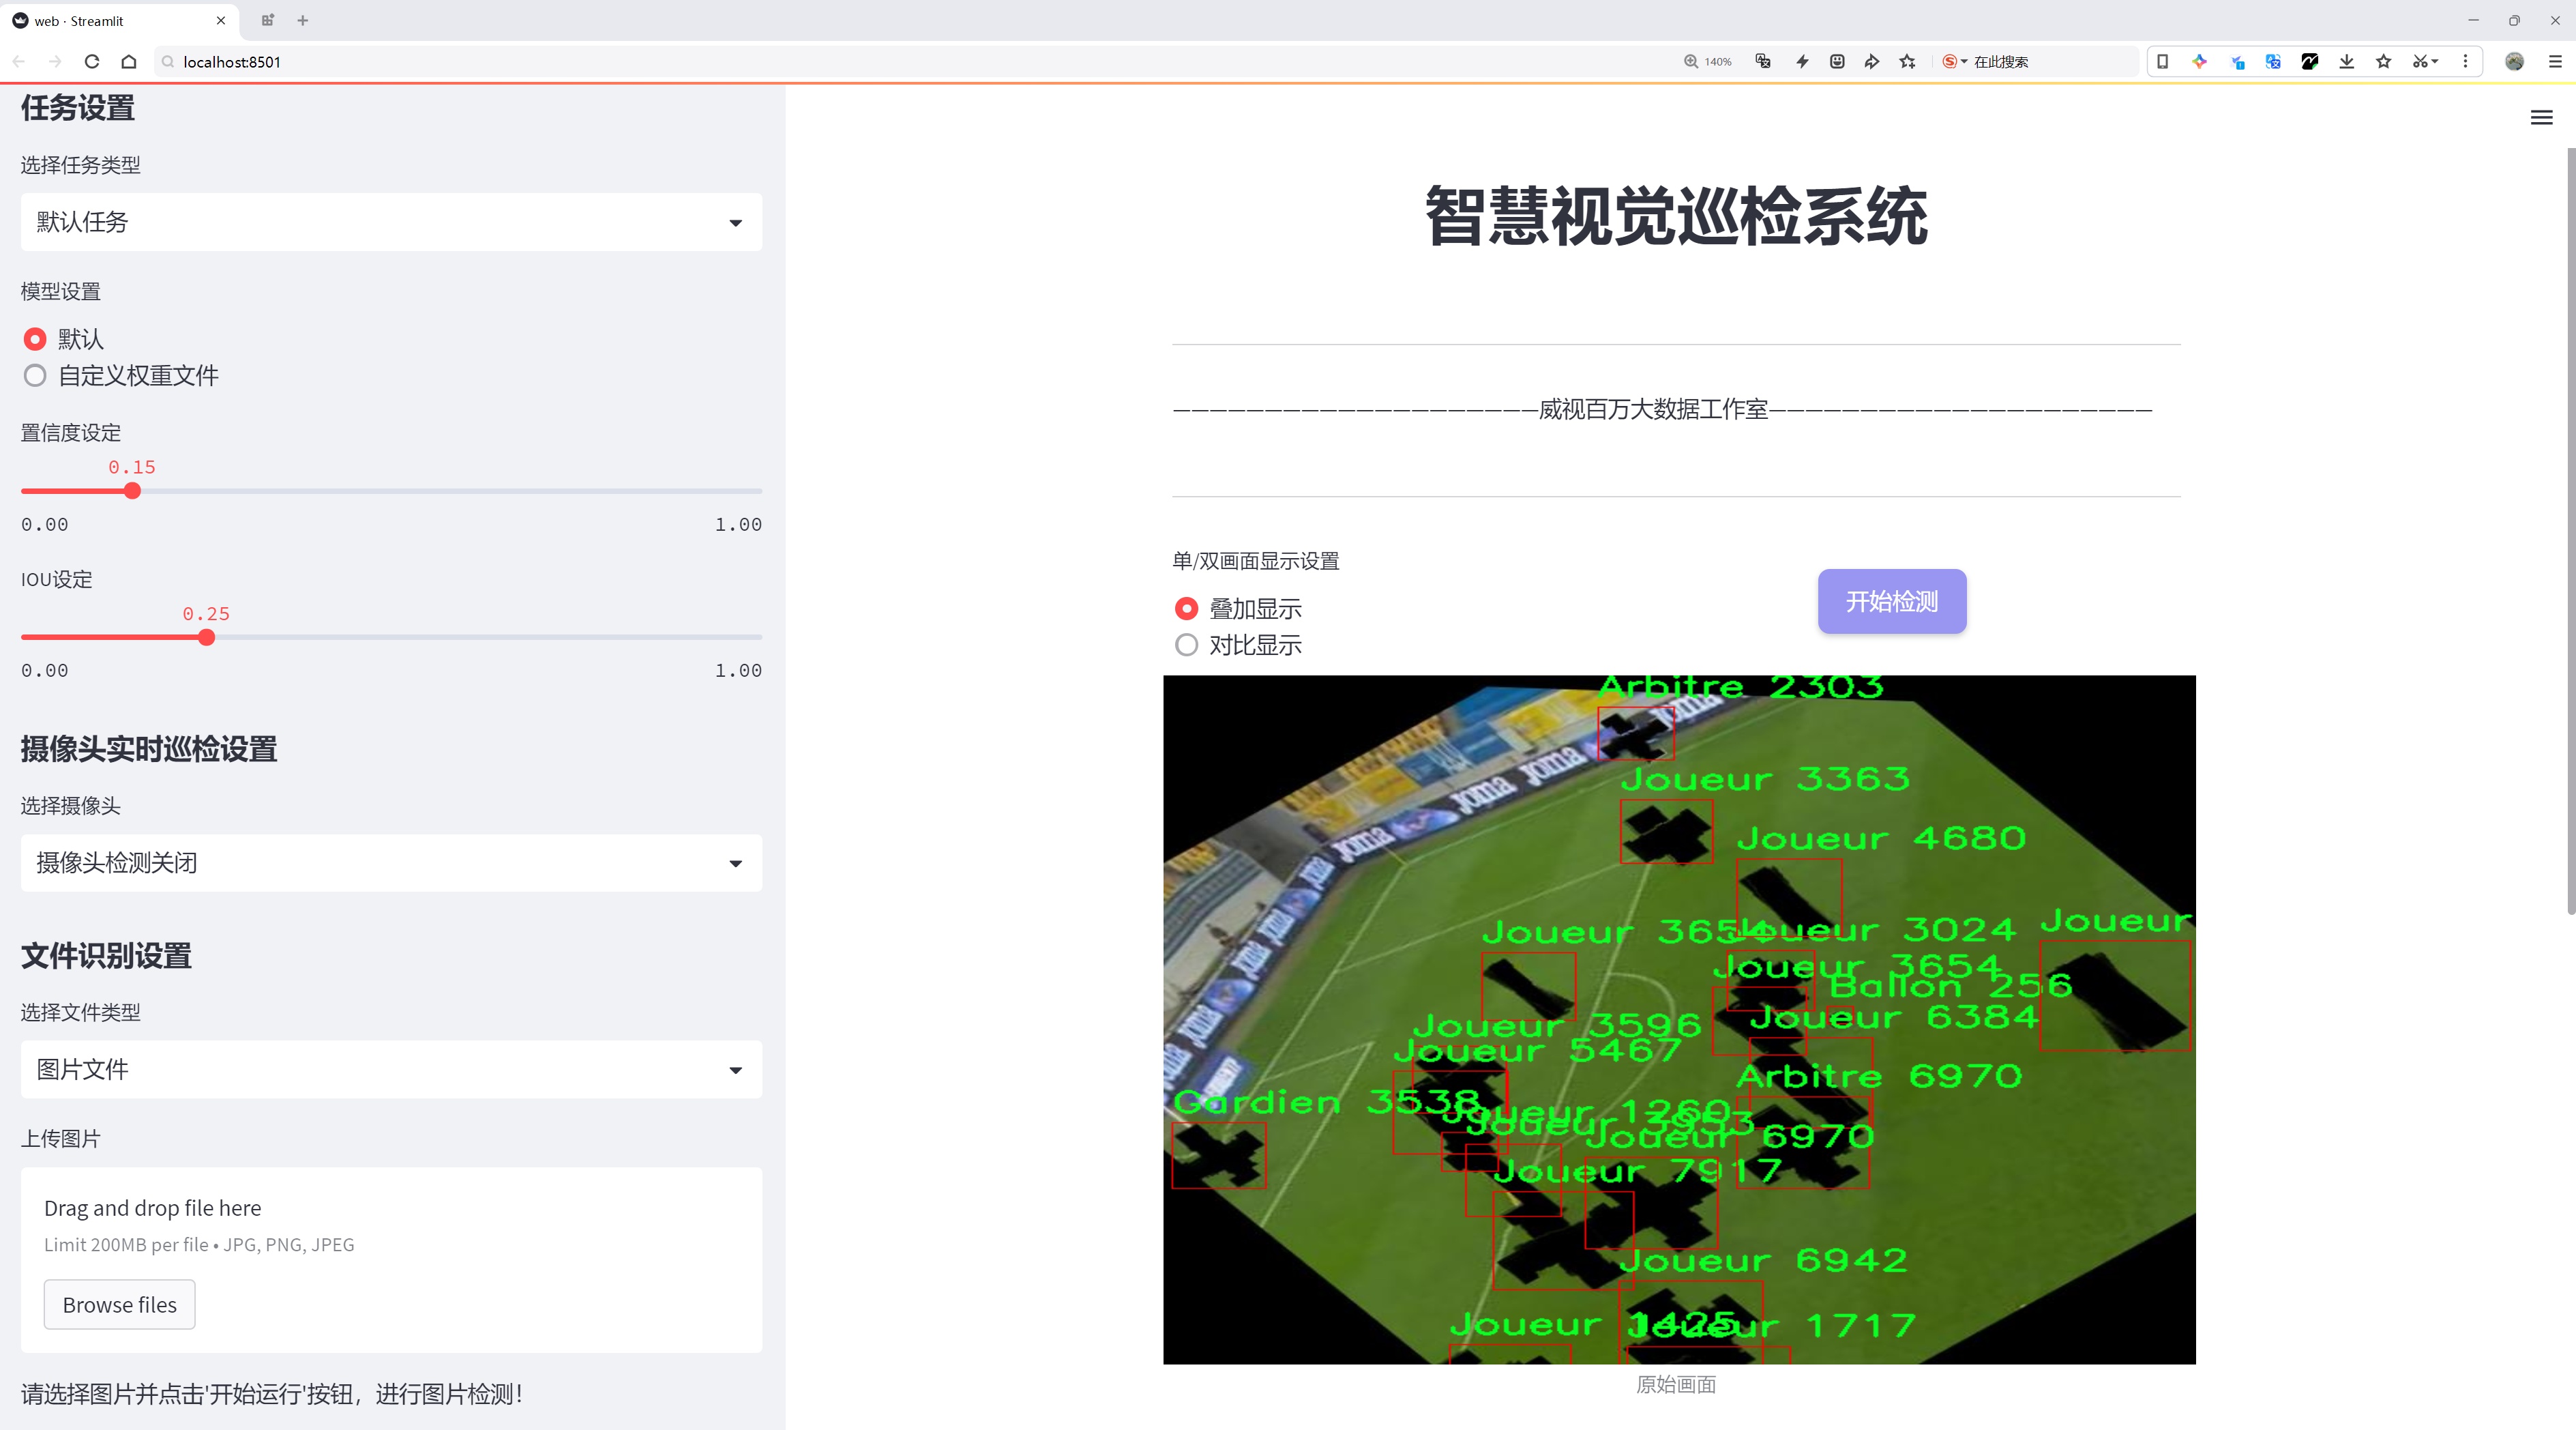 web · Streamlit
localhost:8501
140%
在此搜索
任务设置
选择任务类型
默认任务
模型设置
默认
自定义权重文件
置信度设定
0.15
0.00
1.00
IOU设定
0.25
0.00
1.00
摄像头实时巡检设置
选择摄像头
摄像头检测关闭
文件识别设置
选择文件类型
图片文件
上传图片
Drag and drop file here
Limit 200MB per file • JPG, PNG, JPEG
Browse files
请选择图片并点击'开始运行'按钮，进行图片检测！
智慧视觉巡检系统
————————————————————威视百万大数据工作室—————————————————————
单/双画面显示设置
叠加显示
对比显示
开始检测
Arbitre 2303
Joma
Joma
Joma
Joma
Joma
Joueur 3363
Joueur 4680
Joueur 3654
Joueur 3024
Joueur
Joueur 3654
Ballon 256
Joueur 6384
Joueur 3596
Joueur 5467
Arbitre 6970
Gardien 3538
Joueur 1260
Joueur
Joueur 6970
Joueur 7917
Joueur 6942
Joueur 1425
Joueur 1717
原始画面